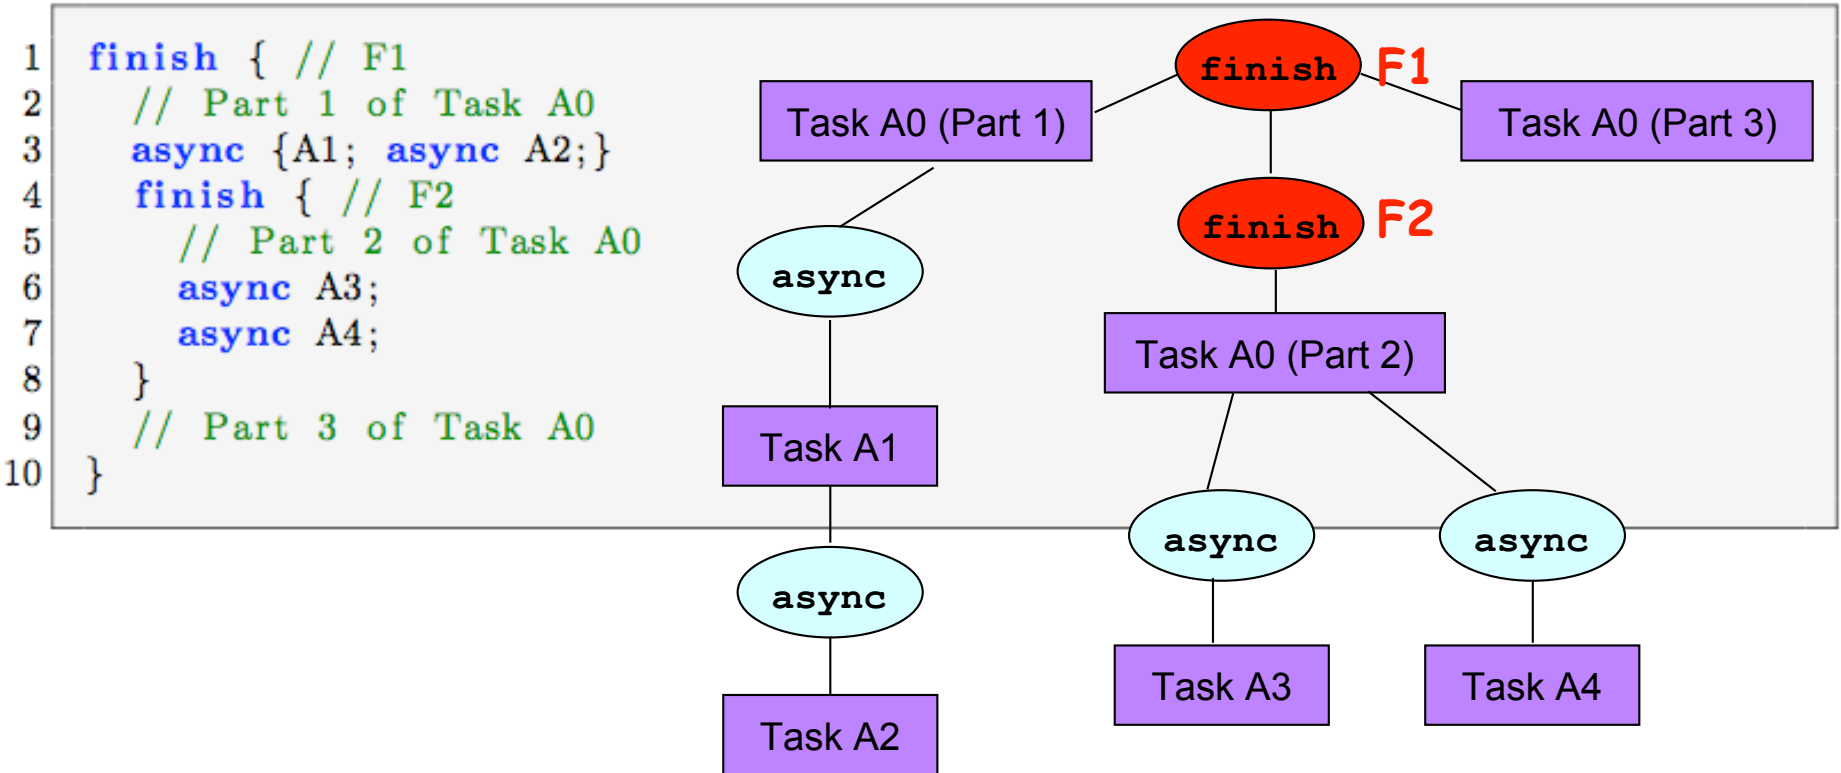 1 finish { // F1
2 // Part 1 of Task A0
3 async {A1; async A2;}
4 finish { // F2
5 // Part 2 of Task A0
6 async A3;
7 async A4;
8 }
9 // Part 3 of Task A0
10 }
finish F1
Task A0 (Part 1)
Task A0 (Part 3)
finish F2
async
Task A0 (Part 2)
Task A1
async
async
async
Task A3
Task A4
Task A2